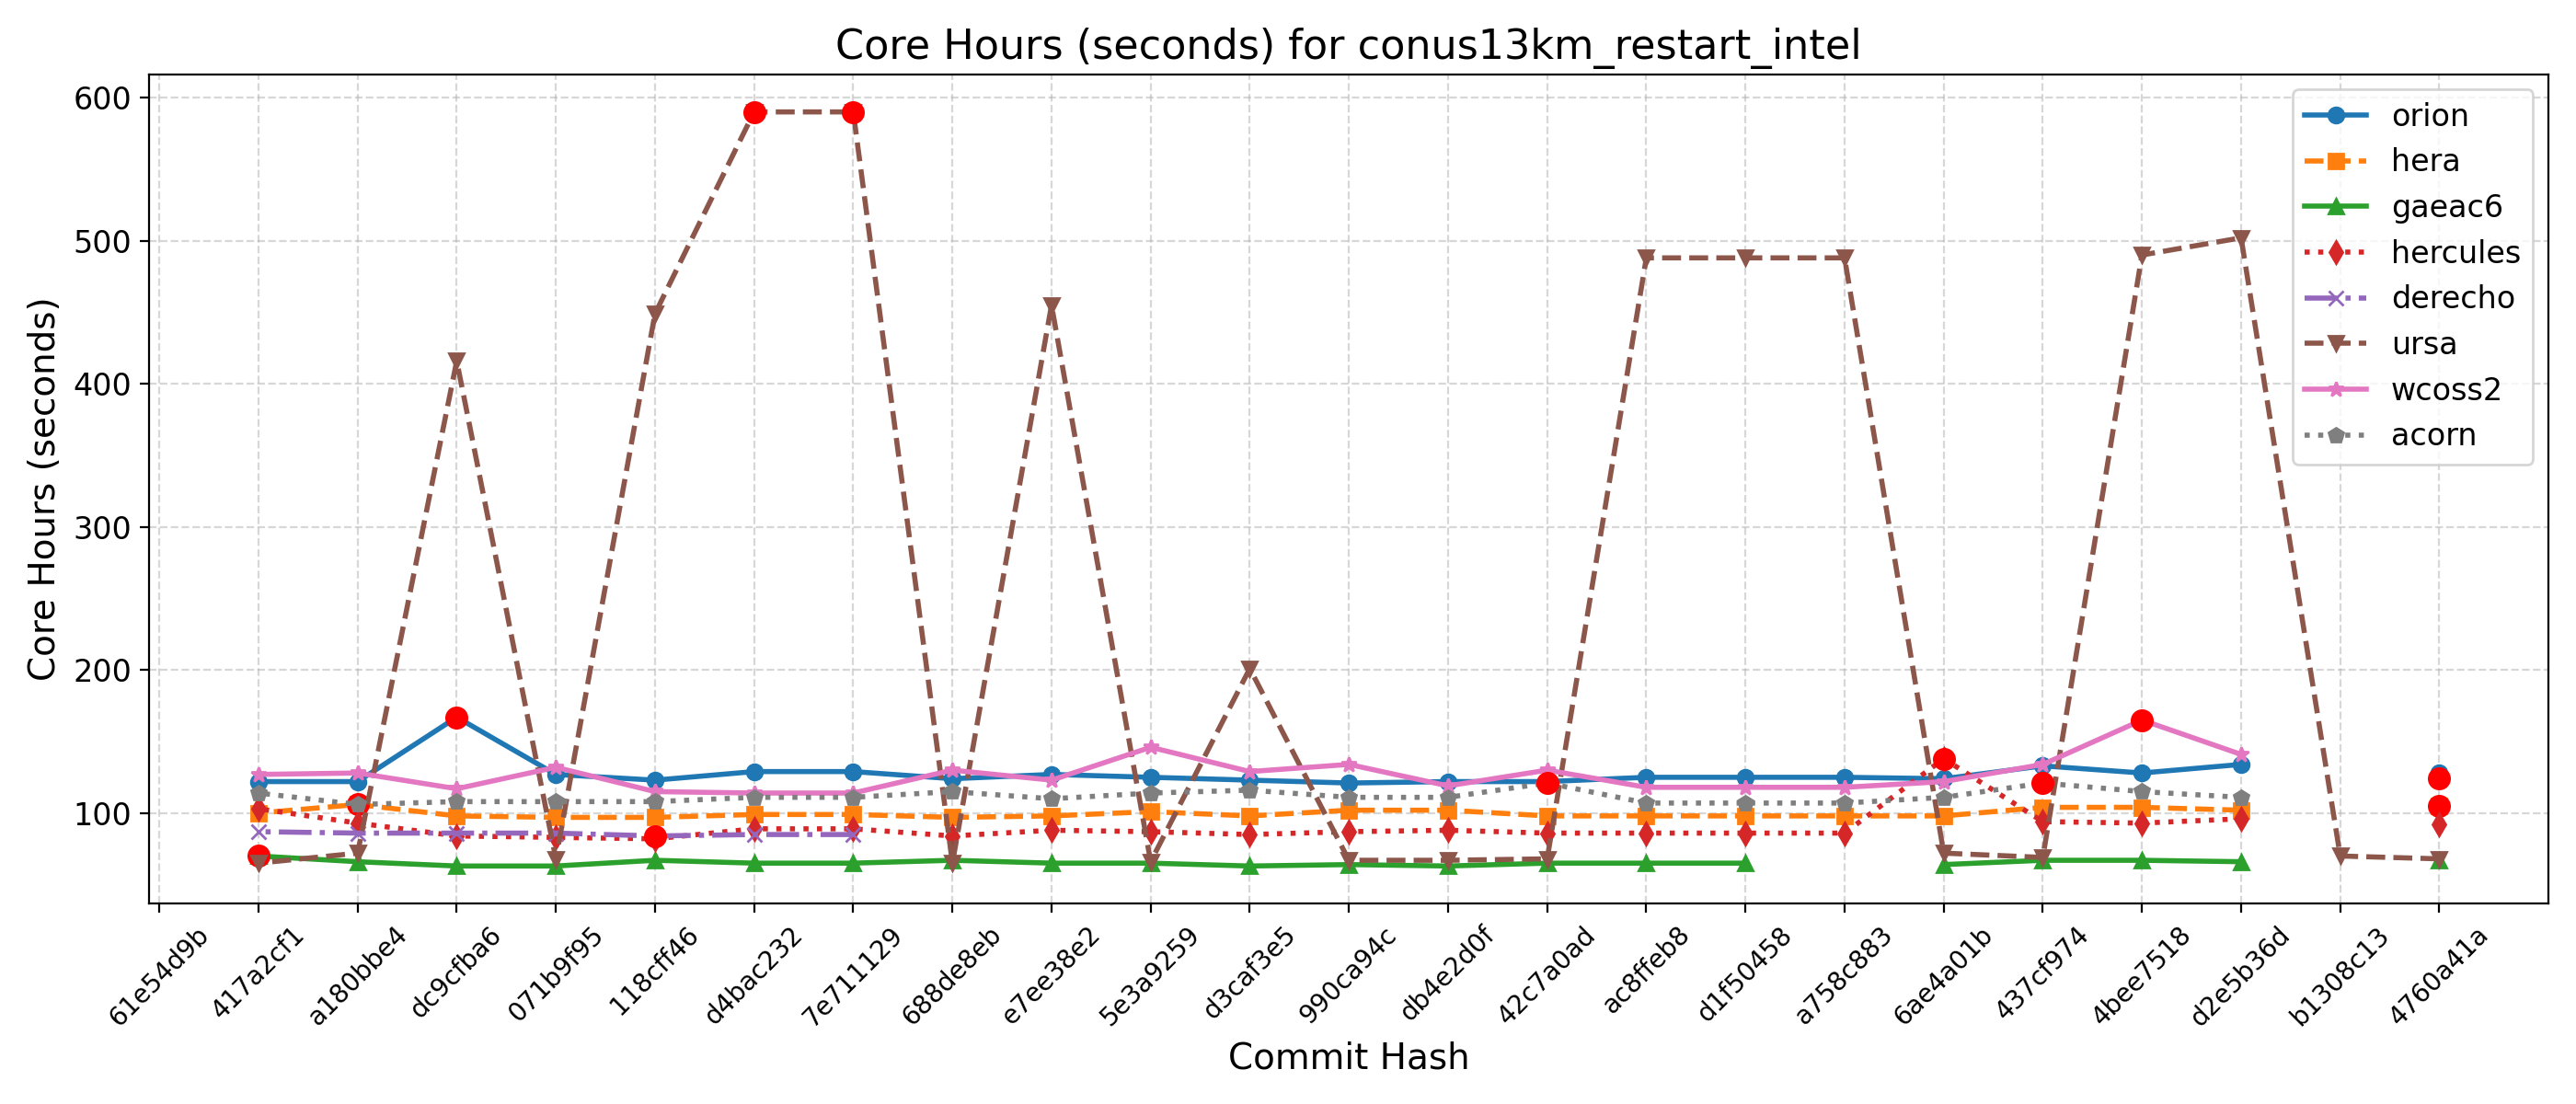 Core Hours (seconds) for conus13km_restart_intel
Core Hours (seconds)
600
500
400
300
200
100
orion
hera
gaeac6
hercules
derecho
ursa
wcoss2
acorn
61e54d9b
417a2cf1
a180bbe4
dc9cfba6
071b9f95
118cff46
d4bac232
7e711129
688de8eb
e7ee38e2
5e3a9259
d3caf3e5
990ca94c
db4e2d0f
42c7a0ad
ac8ffeb8
d1f50458
a758c883
6ae4a01b
437cf974
4bee7518
d2e5b36d
b1308c13
4760a41a
Commit Hash